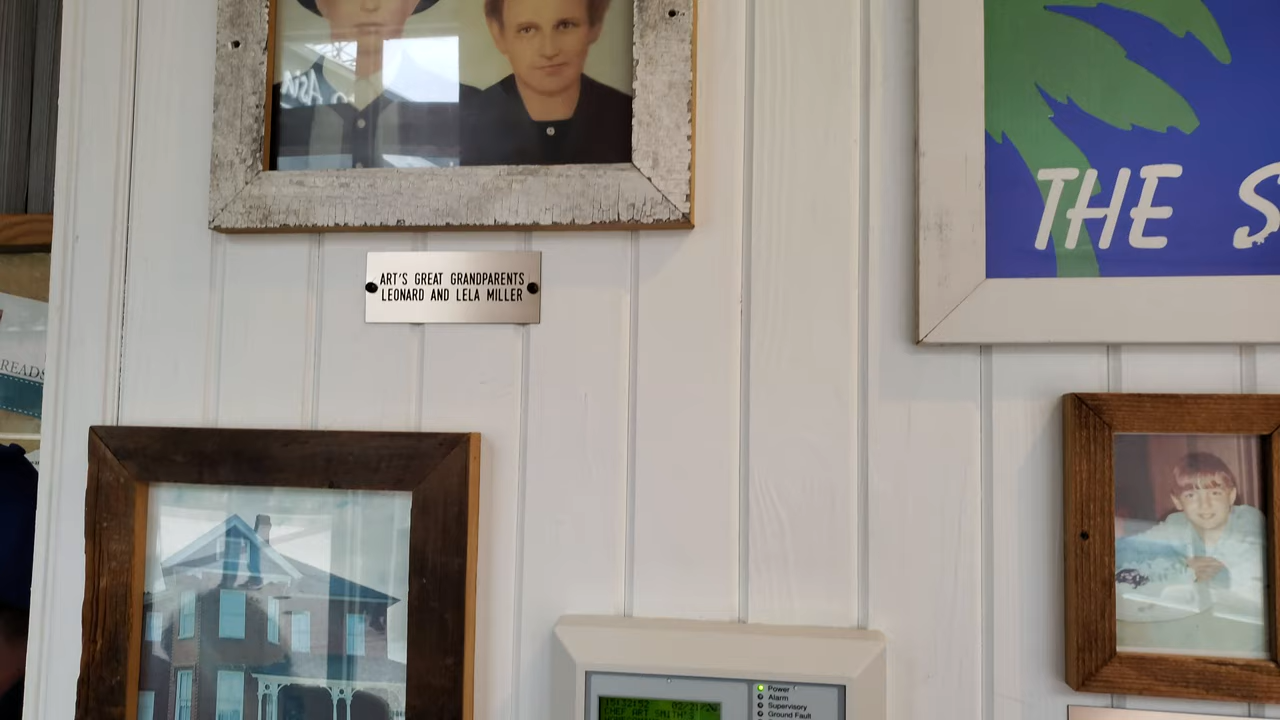 THE S
ART'S GREAT GRANDPARENTS
LEONARD AND LELA MILLER
READS
Power
Alarm
Supervisory
Ground Fault